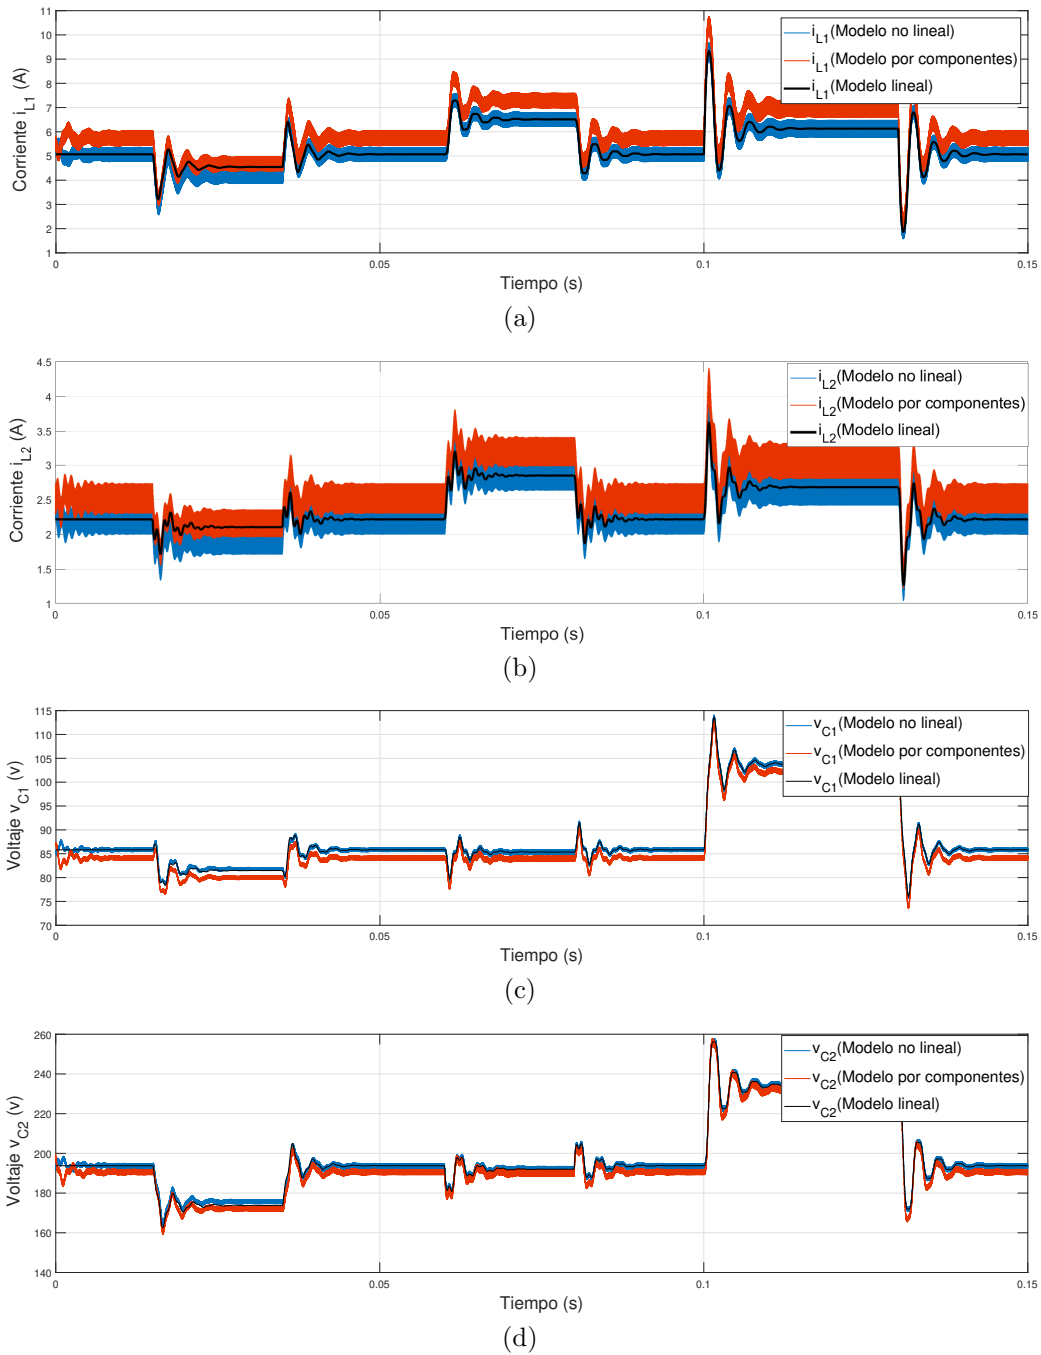 11
10
9
8
7
6
5
4
3
2
1
Corriente i_L1 (A)
i_L1(Modelo no lineal)
i_L1(Modelo por componentes)
i_L1(Modelo lineal)
0
0.05
0.1
0.15
Tiempo (s)
(a)
4.5
4
3.5
3
2.5
2
1.5
1
Corriente i_L2 (A)
i_L2(Modelo no lineal)
i_L2(Modelo por componentes)
i_L2(Modelo lineal)
0
0.05
0.1
0.15
Tiempo (s)
(b)
115
110
105
100
95
90
85
80
75
70
Voltaje v_C1 (v)
v_C1(Modelo no lineal)
v_C1(Modelo por componentes)
v_C1(Modelo lineal)
0
0.05
0.1
0.15
Tiempo (s)
(c)
260
240
220
200
180
160
140
Voltaje v_C2 (v)
v_C2(Modelo no lineal)
v_C2(Modelo por componentes)
v_C2(Modelo lineal)
0
0.05
0.1
0.15
Tiempo (s)
(d)